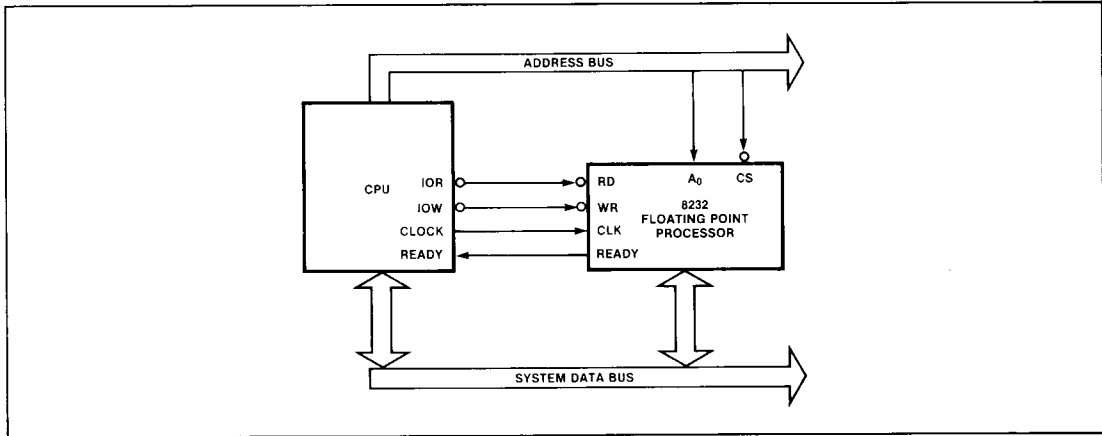 ADDRESS BUS
CPU
IOR
IOW
CLOCK
READY
RD
WR
CLK
READY
A0
CS
8232
FLOATING POINT
PROCESSOR
SYSTEM DATA BUS